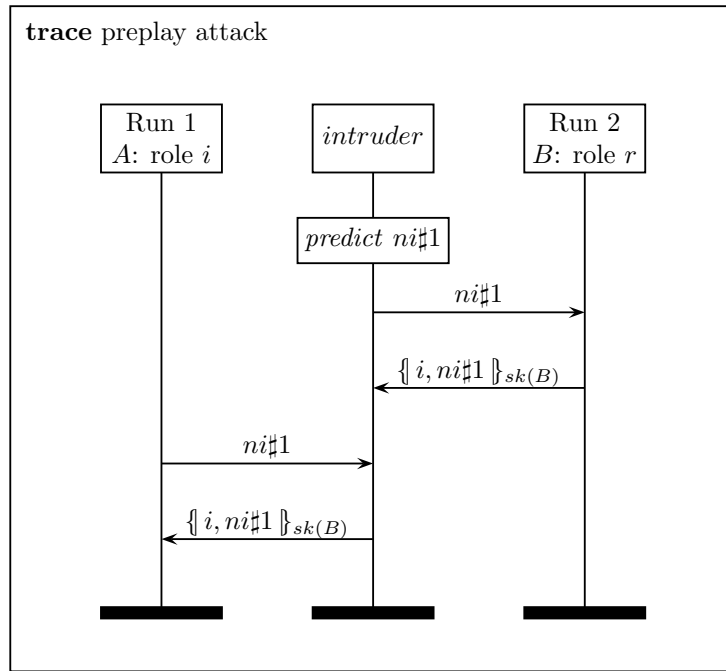 trace preplay attack
Run 1
A: role i
intruder
Run 2
B: role r
predict ni♯1
ni♯1
{| i, ni♯1 |}sk(B)
ni♯1
{| i, ni♯1 |}sk(B)